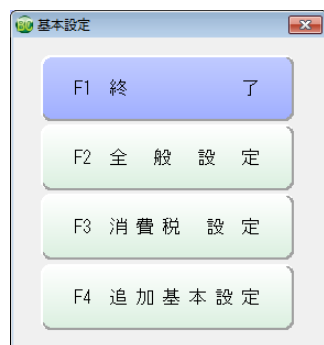 基本設定
F1 終 了
F2 全 般 設 定
F3 消 費 税 設 定
F4 追 加 基 本 設 定